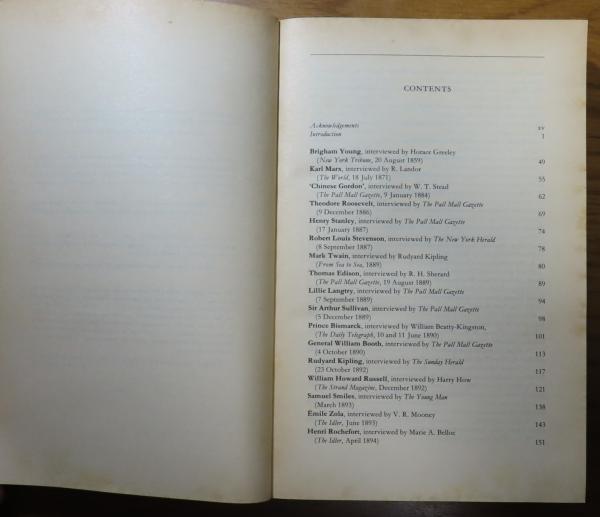 CONTENTS
Acknowledgements xv
Introduction 1
Brigham Young, interviewed by Horace Greeley
(New York Tribune, 20 August 1859) 49
Karl Marx, interviewed by R. Landor
(The World, 18 July 1871) 55
'Chinese Gordon', interviewed by W. T. Stead
(The Pall Mall Gazette, 9 January 1884) 62
Theodore Roosevelt, interviewed by The Pall Mall Gazette
(9 December 1886) 69
Henry Stanley, interviewed by The Pall Mall Gazette
(17 January 1887) 74
Robert Louis Stevenson, interviewed by The New York Herald
(8 September 1887) 78
Mark Twain, interviewed by Rudyard Kipling
(From Sea to Sea, 1889) 80
Thomas Edison, interviewed by R. H. Sherard
(The Pall Mall Gazette, 19 August 1889) 89
Lillie Langtry, interviewed by The Pall Mall Gazette
(7 September 1889) 94
Sir Arthur Sullivan, interviewed by The Pall Mall Gazette
(5 December 1889) 98
Prince Bismarck, interviewed by William Beatty-Kingston,
(The Daily Telegraph, 10 and 11 June 1890) 101
General William Booth, interviewed by The Pall Mall Gazette
(4 October 1890) 113
Rudyard Kipling, interviewed by The Sunday Herald
(23 October 1892) 117
William Howard Russell, interviewed by Harry How
(The Strand Magazine, December 1892) 121
Samuel Smiles, interviewed by The Young Man
(March 1893) 138
Émile Zola, interviewed by V. R. Mooney
(The Idler, June 1893) 143
Henri Rochefort, interviewed by Marie A. Belloc
(The Idler, April 1894) 151